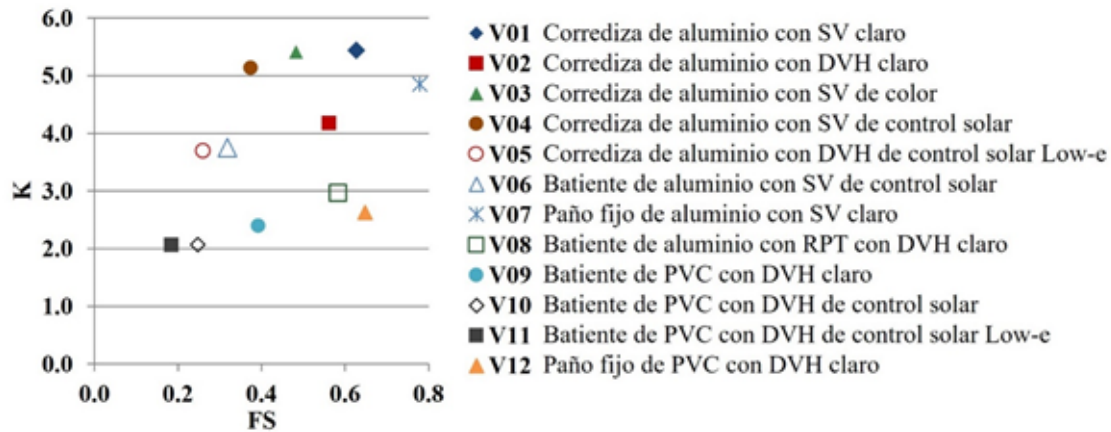 6.0
5.0
4.0
3.0
2.0
1.0
0.0
K
0.0 0.2 0.4 0.6 0.8
FS
V01 Corrediza de aluminio con SV claro
V02 Corrediza de aluminio con DVH claro
V03 Corrediza de aluminio con SV de color
V04 Corrediza de aluminio con SV de control solar
V05 Corrediza de aluminio con DVH de control solar Low-e
V06 Batiente de aluminio con SV de control solar
V07 Paño fijo de aluminio con SV claro
V08 Batiente de aluminio con RPT con DVH claro
V09 Batiente de PVC con DVH claro
V10 Batiente de PVC con DVH de control solar
V11 Batiente de PVC con DVH de control solar Low-e
V12 Paño fijo de PVC con DVH claro